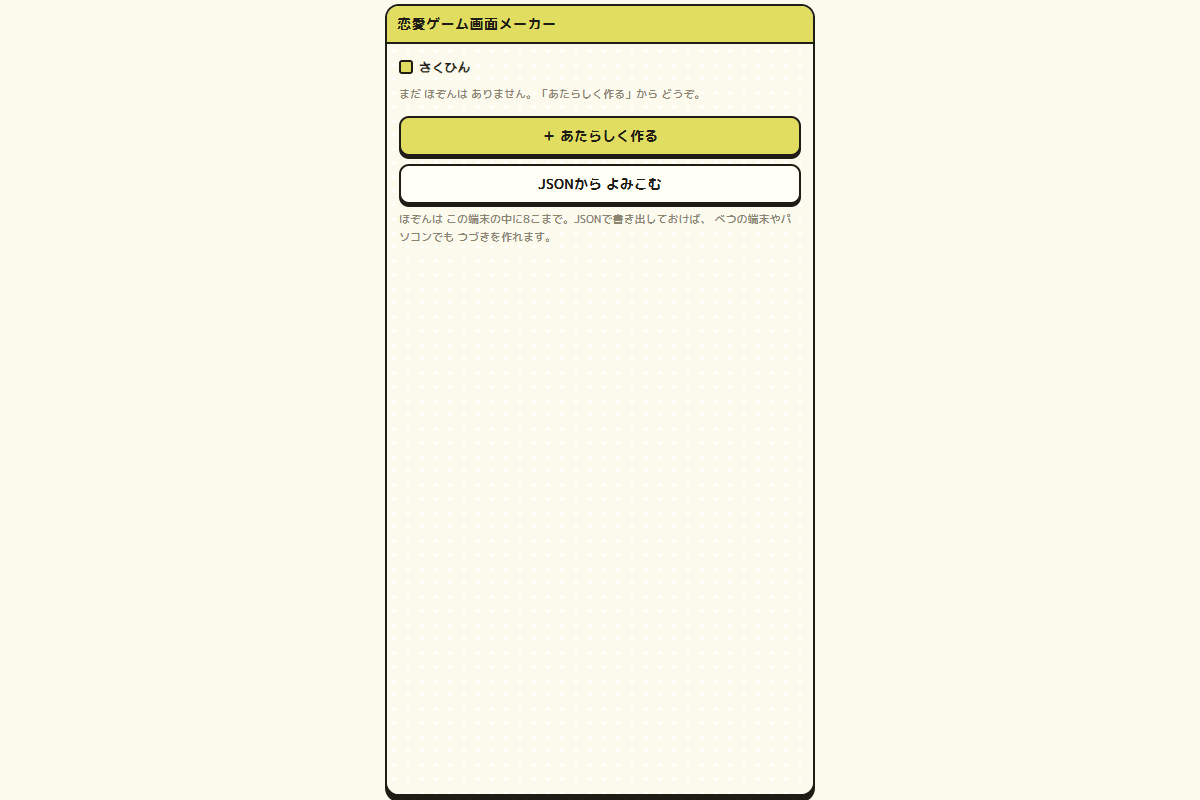 恋愛ゲーム画面メーカー
さくひん
まだ ほぞんは ありません。「あたらしく作る」から どうぞ。
＋ あたらしく作る
JSONから よみこむ
ほぞんは この端末の中に8こまで。JSONで書き出しておけば、 べつの端末やパ
ソコンでも つづきを作れます。